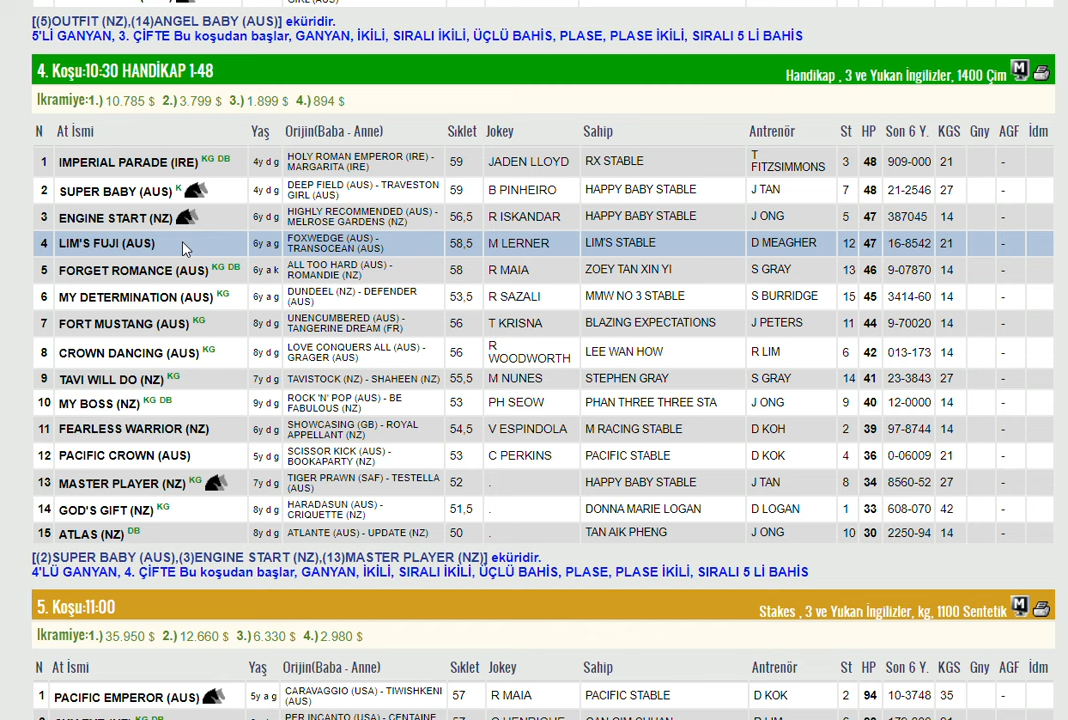 [(5)OUTFIT (NZ),(14)ANGEL BABY (AUS)] eküridir.
5'Lİ GANYAN, 3. ÇİFTE Bu koşudan başlar, GANYAN, İKİLİ, SIRALI İKİLİ, ÜÇLÜ BAHİS, PLASE, PLASE İKİLİ, SIRALI 5 Lİ BAHİS
4. Koşu:10:30 HANDİKAP 1-48 Handikap , 3 ve Yukarı İngilizler, 1400 Çim M
İkramiye:1.) 10.785 $ 2.) 3.799 $ 3.) 1.899 $ 4.) 894 $
N At İsmi Yaş Orijin(Baba - Anne) Sıklet Jokey Sahip Antrenör St HP Son 6 Y. KGS Gny AGF İdm
1 IMPERIAL PARADE (IRE) KG DB 4y d g HOLY ROMAN EMPEROR (IRE) - MARGARITA (IRE) 59 JADEN LLOYD RX STABLE T FITZSIMMONS 3 48 909-000 21 -
2 SUPER BABY (AUS) K 4y d g DEEP FIELD (AUS) - TRAVESTON GIRL (AUS) 59 B PINHEIRO HAPPY BABY STABLE J TAN 7 48 21-2546 27 -
3 ENGINE START (NZ) 6y d g HIGHLY RECOMMENDED (AUS) - MELROSE GARDENS (NZ) 56,5 R ISKANDAR HAPPY BABY STABLE J ONG 5 47 387045 14 -
4 LIM'S FUJI (AUS) 6y a g FOXWEDGE (AUS) - TRANSOCEAN (AUS) 58,5 M LERNER LIM'S STABLE D MEAGHER 12 47 16-8542 21 -
5 FORGET ROMANCE (AUS) KG DB 6y a k ALL TOO HARD (AUS) - ROMANDIE (NZ) 58 R MAIA ZOEY TAN XIN YI S GRAY 13 46 9-07870 14 -
6 MY DETERMINATION (AUS) KG 6y a g DUNDEEL (NZ) - DEFENDER (AUS) 53,5 R SAZALI MMW NO 3 STABLE S BURRIDGE 15 45 3414-60 14 -
7 FORT MUSTANG (AUS) KG 8y d g UNENCUMBERED (AUS) - TANGERINE DREAM (FR) 56 T KRISNA BLAZING EXPECTATIONS J PETERS 11 44 9-70020 14 -
8 CROWN DANCING (AUS) KG 8y d g LOVE CONQUERS ALL (AUS) - GRAGER (AUS) 56 R WOODWORTH LEE WAN HOW R LIM 6 42 013-173 14 -
9 TAVI WILL DO (NZ) KG 7y d g TAVISTOCK (NZ) - SHAHEEN (NZ) 55,5 M NUNES STEPHEN GRAY S GRAY 14 41 23-3843 27 -
10 MY BOSS (NZ) KG DB 9y d g ROCK 'N' POP (AUS) - BE FABULOUS (NZ) 53 PH SEOW PHAN THREE THREE STA J ONG 9 40 12-0000 14 -
11 FEARLESS WARRIOR (NZ) 6y d g SHOWCASING (GB) - ROYAL APPELLANT (NZ) 54,5 V ESPINDOLA M RACING STABLE D KOH 2 39 97-8744 14 -
12 PACIFIC CROWN (AUS) 5y d g SCISSOR KICK (AUS) - BOOKAPARTY (NZ) 53 C PERKINS PACIFIC STABLE D KOK 4 36 0-06009 21 -
13 MASTER PLAYER (NZ) KG 7y d g TIGER PRAWN (SAF) - TESTELLA (AUS) 52 . HAPPY BABY STABLE J TAN 8 34 8560-52 27 -
14 GOD'S GIFT (NZ) KG 8y d g HARADASUN (AUS) - CRIQUETTE (NZ) 51,5 . DONNA MARIE LOGAN D LOGAN 1 33 608-070 42 -
15 ATLAS (NZ) DB 8y d g ATLANTE (AUS) - UPDATE (NZ) 50 . TAN AIK PHENG J ONG 10 30 2250-94 14 -
[(2)SUPER BABY (AUS),(3)ENGINE START (NZ),(13)MASTER PLAYER (NZ)] eküridir.
4'LÜ GANYAN, 4. ÇİFTE Bu koşudan başlar, GANYAN, İKİLİ, SIRALI İKİLİ, ÜÇLÜ BAHİS, PLASE, PLASE İKİLİ, SIRALI 5 Lİ BAHİS
5. Koşu:11:00 Stakes , 3 ve Yukarı İngilizler, kg, 1100 Sentetik M
İkramiye:1.) 35.950 $ 2.) 12.660 $ 3.) 6.330 $ 4.) 2.980 $
N At İsmi Yaş Orijin(Baba - Anne) Sıklet Jokey Sahip Antrenör St HP Son 6 Y. KGS Gny AGF İdm
1 PACIFIC EMPEROR (AUS) 5y a g CARAVAGGIO (USA) - TIWISHKENI (AUS) 57 R MAIA PACIFIC STABLE D KOK 2 94 10-3748 35 -